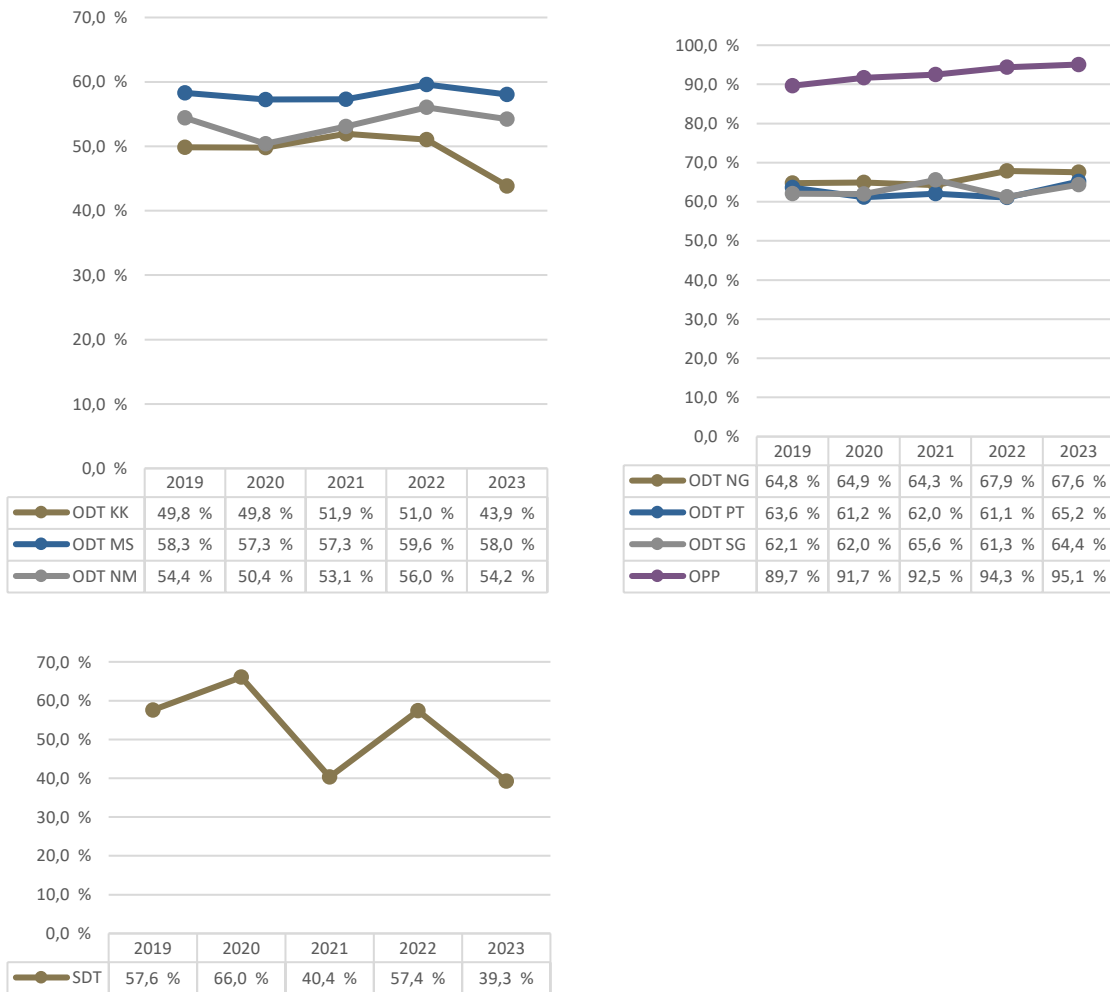 70,0 %
60,0 %
50,0 %
40,0 %
30,0 %
20,0 %
10,0 %
0,0 %
2019 2020 2021 2022 2023
ODT KK 49,8 % 49,8 % 51,9 % 51,0 % 43,9 %
ODT MS 58,3 % 57,3 % 57,3 % 59,6 % 58,0 %
ODT NM 54,4 % 50,4 % 53,1 % 56,0 % 54,2 %
100,0 %
90,0 %
80,0 %
70,0 %
60,0 %
50,0 %
40,0 %
30,0 %
20,0 %
10,0 %
0,0 %
2019 2020 2021 2022 2023
ODT NG 64,8 % 64,9 % 64,3 % 67,9 % 67,6 %
ODT PT 63,6 % 61,2 % 62,0 % 61,1 % 65,2 %
ODT SG 62,1 % 62,0 % 65,6 % 61,3 % 64,4 %
OPP 89,7 % 91,7 % 92,5 % 94,3 % 95,1 %
70,0 %
60,0 %
50,0 %
40,0 %
30,0 %
20,0 %
10,0 %
0,0 %
2019 2020 2021 2022 2023
SDT 57,6 % 66,0 % 40,4 % 57,4 % 39,3 %